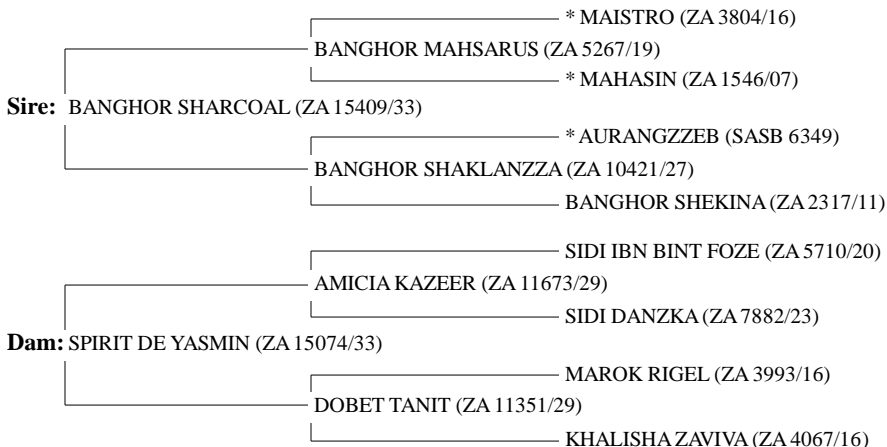 * MAISTRO (ZA 3804/16)
BANGHOR MAHSARUS (ZA 5267/19)
* MAHASIN (ZA 1546/07)
Sire: BANGHOR SHARCOAL (ZA 15409/33)
* AURANGZZEB (SASB 6349)
BANGHOR SHAKLANZZA (ZA 10421/27)
BANGHOR SHEKINA (ZA 2317/11)
SIDI IBN BINT FOZE (ZA 5710/20)
AMICIA KAZEER (ZA 11673/29)
SIDI DANZKA (ZA 7882/23)
Dam: SPIRIT DE YASMIN (ZA 15074/33)
MAROK RIGEL (ZA 3993/16)
DOBET TANIT (ZA 11351/29)
KHALISHA ZAVIVA (ZA 4067/16)